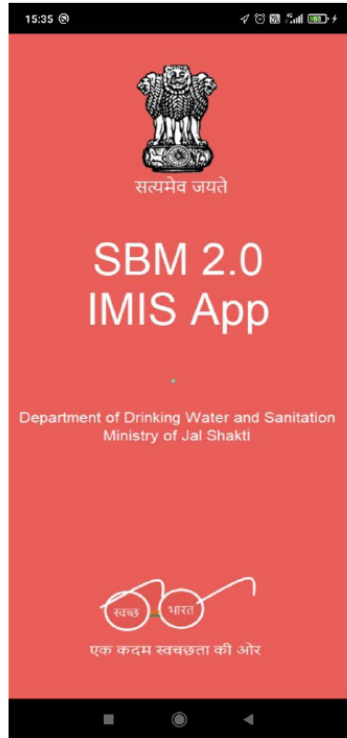 15:35
सत्यमेव जयते
SBM 2.0
IMIS App
Department of Drinking Water and Sanitation
Ministry of Jal Shakti
स्वच्छ भारत
एक कदम स्वच्छता की ओर